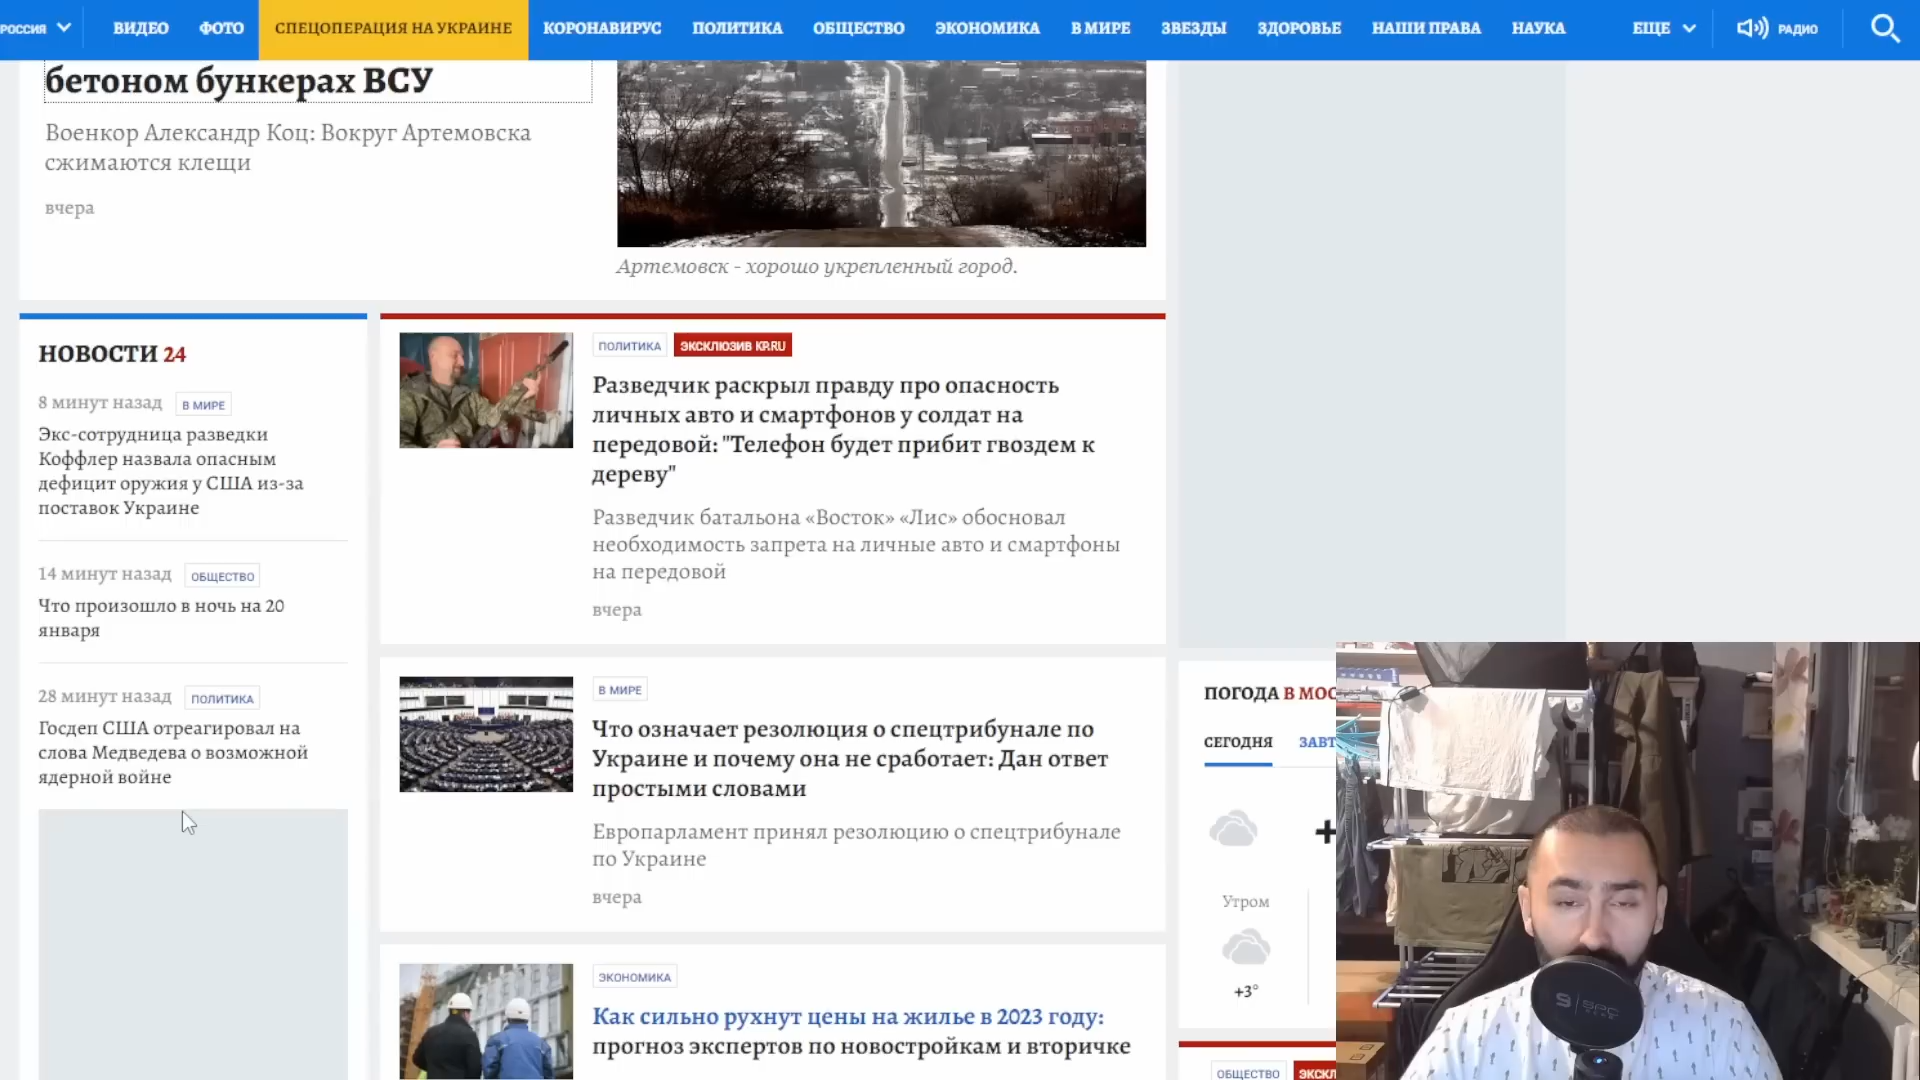 РОССИЯ
ВИДЕО
ФОТО
СПЕЦОПЕРАЦИЯ НА УКРАИНЕ
КОРОНАВИРУС
ПОЛИТИКА
ОБЩЕСТВО
ЭКОНОМИКА
В МИРЕ
ЗВЕЗДЫ
ЗДОРОВЬЕ
НАШИ ПРАВА
НАУКА
ЕЩЕ
РАДИО
бетоном бункерах ВСУ
Военкор Александр Коц: Вокруг Артемовска
сжимаются клещи
вчера
Артемовск - хорошо укрепленный город.
НОВОСТИ 24
8 минут назад
В МИРЕ
Экс-сотрудница разведки
Коффлер назвала опасным
дефицит оружия у США из-за
поставок Украине
14 минут назад
ОБЩЕСТВО
Что произошло в ночь на 20
января
28 минут назад
ПОЛИТИКА
Госдеп США отреагировал на
слова Медведева о возможной
ядерной войне
ПОЛИТИКА
ЭКСКЛЮЗИВ KP.RU
Разведчик раскрыл правду про опасность
личных авто и смартфонов у солдат на
передовой: "Телефон будет прибит гвоздем к
дереву"
Разведчик батальона «Восток» «Лис» обосновал
необходимость запрета на личные авто и смартфоны
на передовой
вчера
В МИРЕ
Что означает резолюция о спецтрибунале по
Украине и почему она не сработает: Дан ответ
простыми словами
Европарламент принял резолюцию о спецтрибунале
по Украине
вчера
ЭКОНОМИКА
Как сильно рухнут цены на жилье в 2023 году:
прогноз экспертов по новостройкам и вторичке
ПОГОДА В МОС
СЕГОДНЯ
ЗАВТ
+
Утром
+3°
ОБЩЕСТВО
ЭКСКЛ
SPC